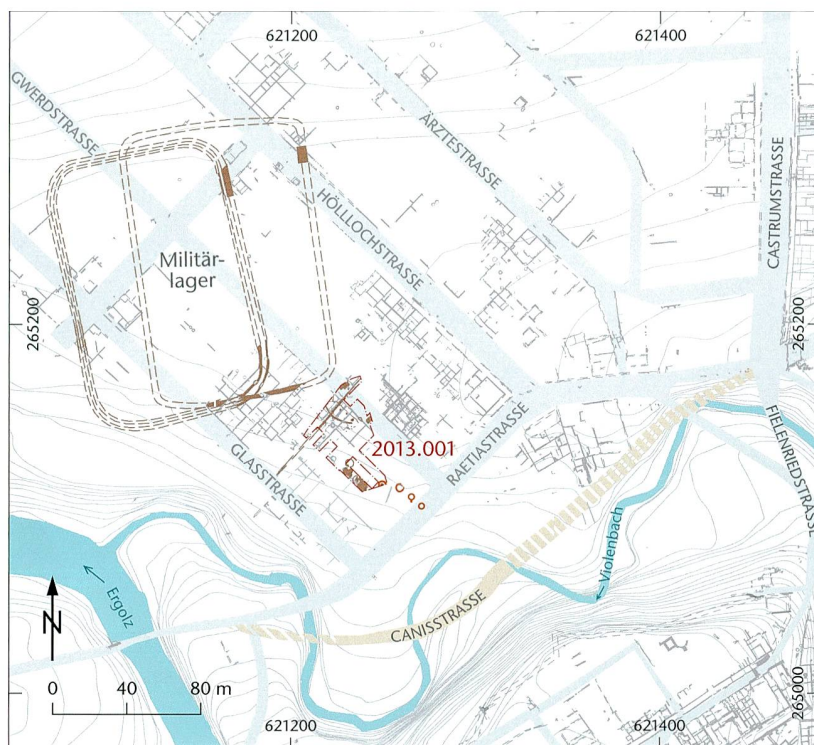 621200
621400
GWERDSTRASSE
ÄRZTESTRASSE
CASTRUMSTRASSE
HÖLLLOCHSTRASSE
Militär-
lager
265200
265200
2013.001
RAETIASTRASSE
GLASSTRASSE
FIELENRIEDSTRASSE
Violenbach
Ergolz
CANISSTRASSE
N
0 40 80 m
621200
621400
265000